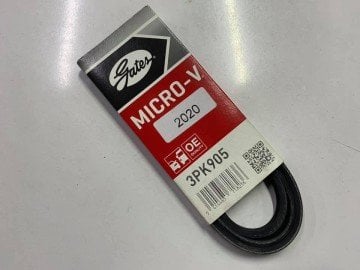 Gates
MICRO-V
2020
OE
3PK905